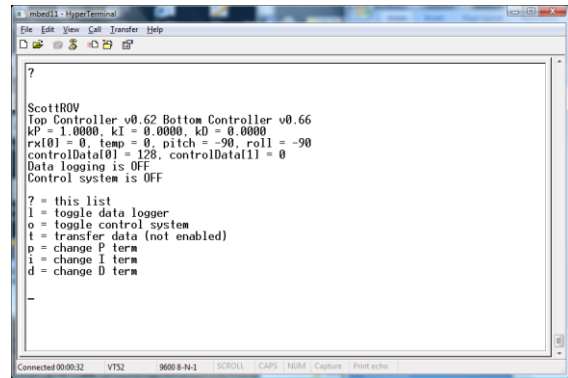 mbed11 - HyperTerminal
File Edit View Call Transfer Help
?
ScottROV
Top Controller v0.62 Bottom Controller v0.66
kP = 1.0000, kI = 0.0000, kD = 0.0000
rx[0] = 0, temp = 0, pitch = -90, roll = -90
controlData[0] = 128, controlData[1] = 0
Data logging is OFF
Control system is OFF
? = this list
l = toggle data logger
o = toggle control system
t = transfer data (not enabled)
p = change P term
i = change I term
d = change D term
_
Connected 00:00:32 VT52 9600 8-N-1 SCROLL CAPS NUM Capture Print echo